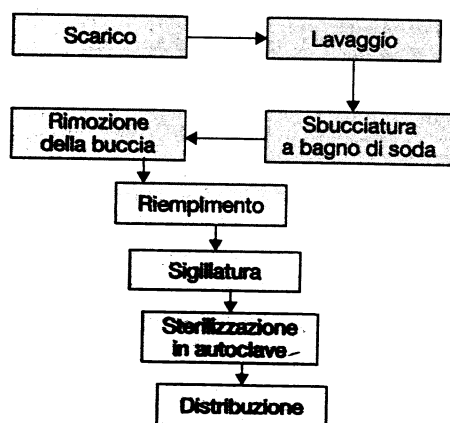 Scarico
Lavaggio
Sbucciatura
a bagno di soda
Rimozione
della buccia
Riempimento
Sigillatura
Sterilizzazione
in autoclave
Distribuzione